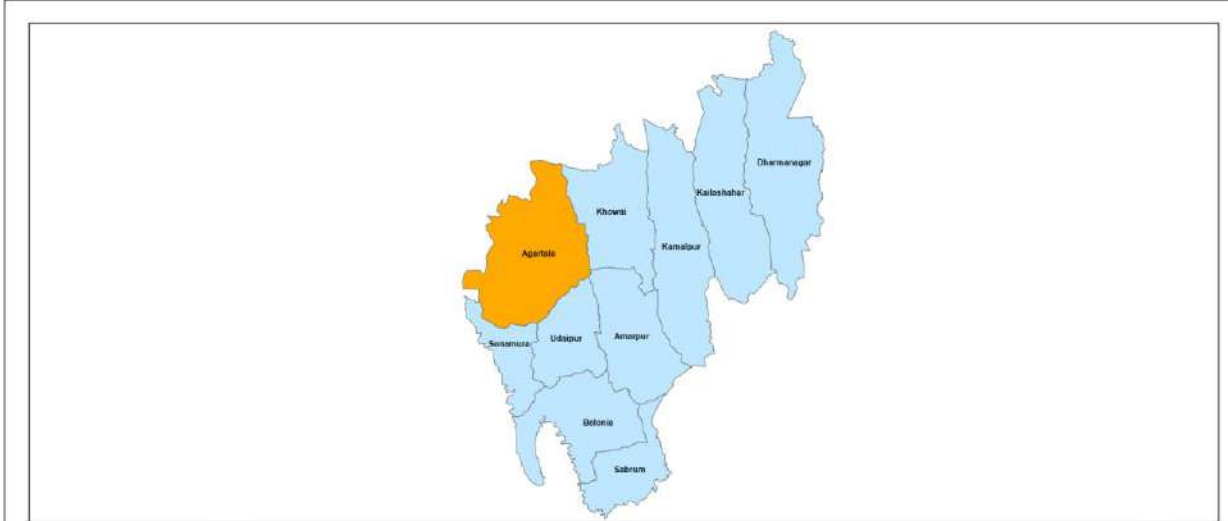 Dharmanagar
Kailashahar
Khowai
Kamalpur
Agartala
Sonamura
Udaipur
Amarpur
Belonia
Sabrum